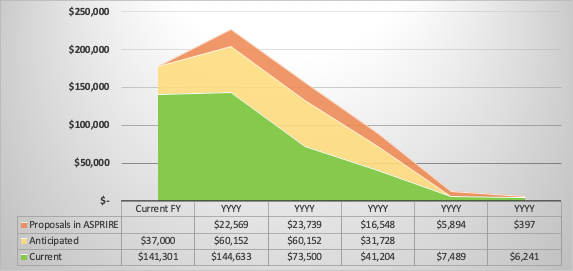 $250,000
$200,000
$150,000
$100,000
$50,000
$-
Current FY YYYY YYYY YYYY YYYY YYYY
Proposals in ASPRIRE $22,569 $23,739 $16,548 $5,894 $397
Anticipated $37,000 $60,152 $60,152 $31,728
Current $141,301 $144,633 $73,500 $41,204 $7,489 $6,241